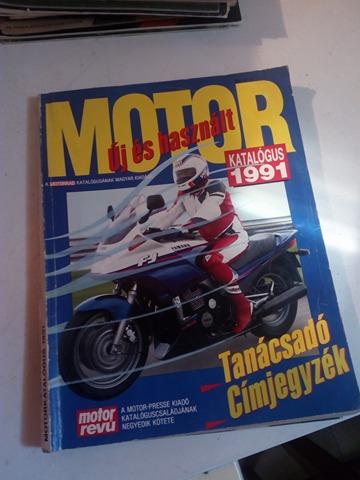 MOTOR
Új és használt
A MOTORRAD KATALÓGUSÁNAK MAGYAR KIADÁSA
KATALÓGUS
1991
FJ
YAMAHA
Tanácsadó
Címjegyzék
motor
revü
A MOTOR-PRESSE KIADÓ
KATALÓGUSCSALÁDJÁNAK
NEGYEDIK KÖTETE
MOTORKATALÓGUS 1991